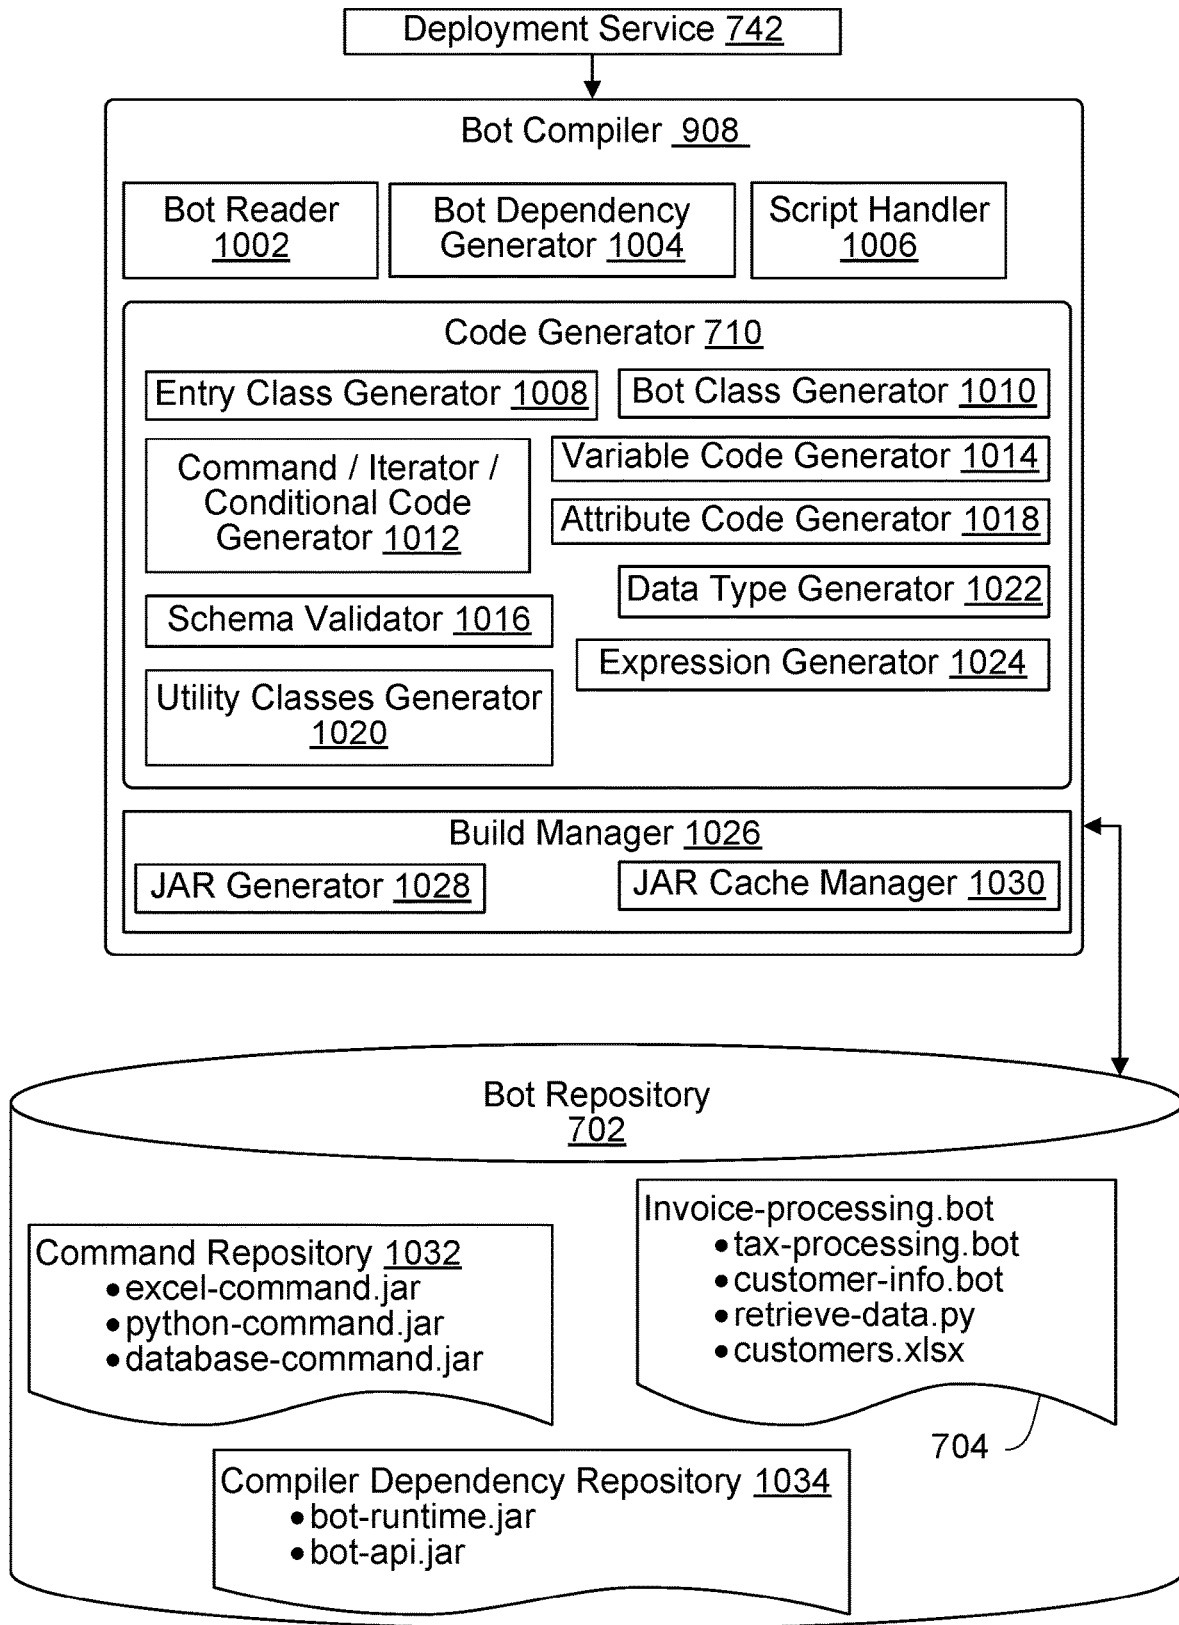 Deployment Service 742
Bot Compiler 908
Bot Reader
1002
Bot Dependency
Generator 1004
Script Handler
1006
Code Generator 710
Entry Class Generator 1008
Bot Class Generator 1010
Command / Iterator /
Conditional Code
Generator 1012
Variable Code Generator 1014
Attribute Code Generator 1018
Data Type Generator 1022
Schema Validator 1016
Expression Generator 1024
Utility Classes Generator
1020
Build Manager 1026
JAR Generator 1028
JAR Cache Manager 1030
Bot Repository
702
Command Repository 1032
• excel-command.jar
• python-command.jar
• database-command.jar
Invoice-processing.bot
• tax-processing.bot
• customer-info.bot
• retrieve-data.py
• customers.xlsx
704
Compiler Dependency Repository 1034
• bot-runtime.jar
• bot-api.jar